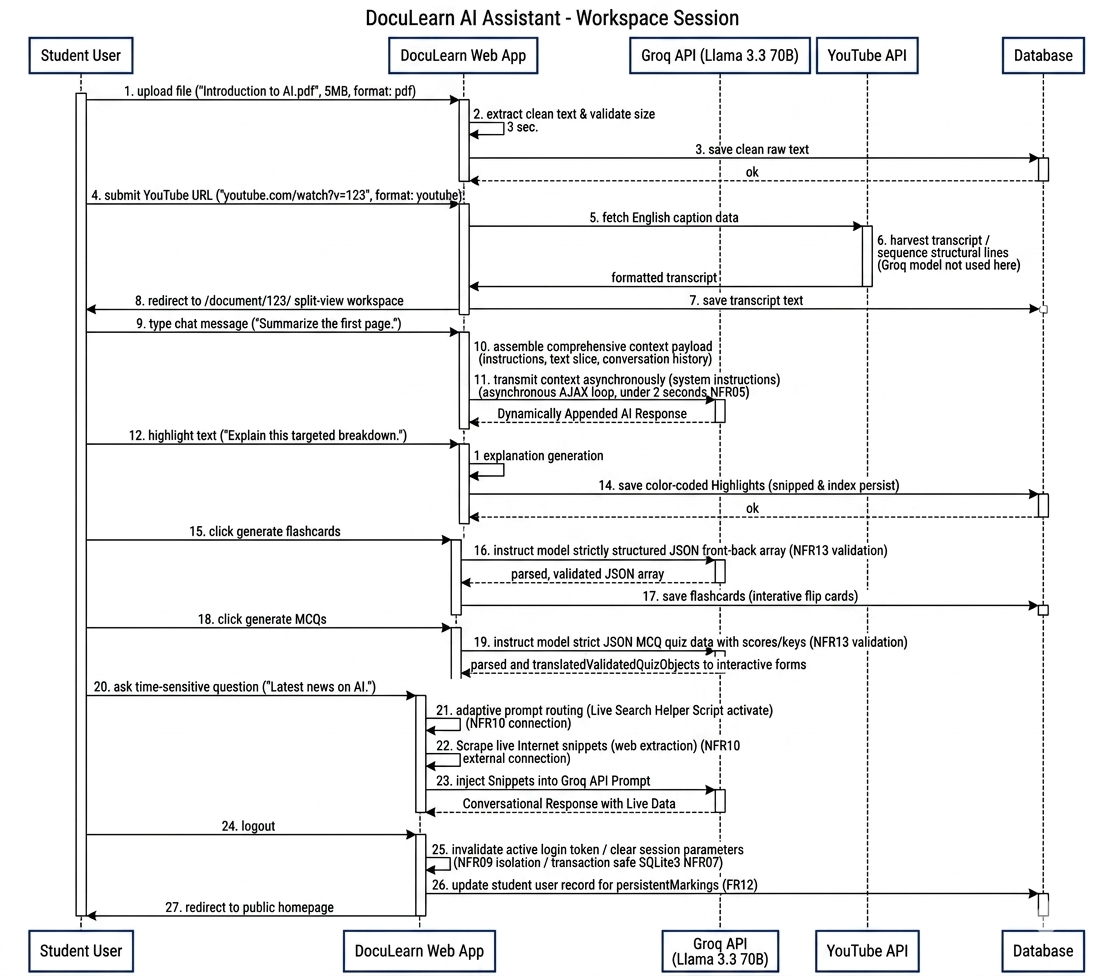 DocuLearn AI Assistant - Workspace Session
Student User
DocuLearn Web App
Groq API (Llama 3.3 70B)
YouTube API
Database
1. upload file ("Introduction to AI.pdf", 5MB, format: pdf)
2. extract clean text & validate size
3 sec.
3. save clean raw text
ok
4. submit YouTube URL ("youtube.com/watch?v=123", format: youtube)
5. fetch English caption data
6. harvest transcript /
sequence structural lines
(Groq model not used here)
formatted transcript
8. redirect to /document/123/ split-view workspace
7. save transcript text
9. type chat message ("Summarize the first page.")
10. assemble comprehensive context payload
(instructions, text slice, conversation history)
11. transmit context asynchronously (system instructions)
(asynchronous AJAX loop, under 2 seconds NFR05)
Dynamically Appended AI Response
12. highlight text ("Explain this targeted breakdown.")
1 explanation generation
14. save color-coded Highlights (snipped & index persist)
ok
15. click generate flashcards
16. instruct model strictly structured JSON front-back array (NFR13 validation)
parsed, validated JSON array
17. save flashcards (interative flip cards)
18. click generate MCQs
19. instruct model strict JSON MCQ quiz data with scores/keys (NFR13 validation)
parsed and translatedValidatedQuizObjects to interactive forms
20. ask time-sensitive question ("Latest news on AI.")
21. adaptive prompt routing (Live Search Helper Script activate)
(NFR10 connection)
22. Scrape live Internet snippets (web extraction) (NFR10
external connection)
23. inject Snippets into Groq API Prompt
Conversational Response with Live Data
24. logout
25. invalidate active login token / clear session parameters
(NFR09 isolation / transaction safe SQLite3 NFR07)
26. update student user record for persistentMarkings (FR12)
27. redirect to public homepage
Student User
DocuLearn Web App
Groq API
(Llama 3.3 70B)
YouTube API
Database